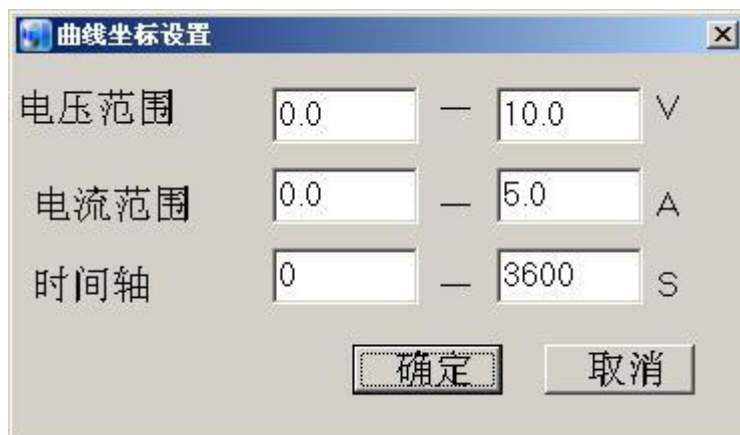 曲线坐标设置
电压范围 0.0 — 10.0 V
电流范围 0.0 — 5.0 A
时间轴 0 — 3600 S
确定 取消